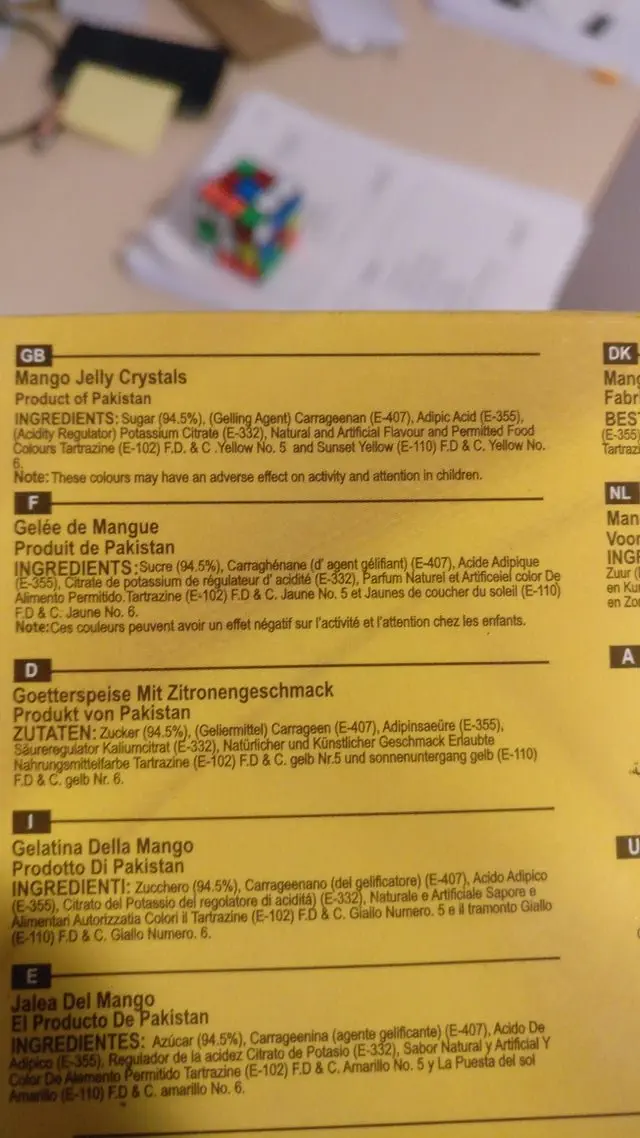 GB
Mango Jelly Crystals
Product of Pakistan
INGREDIENTS: Sugar (94.5%), (Gelling Agent) Carrageenan (E-407), Adipic Acid (E-355),
(Acidity Regulator) Potassium Citrate (E-332), Natural and Artificial Flavour and Permitted Food
Colours Tartrazine (E-102) F.D. & C .Yellow No. 5 and Sunset Yellow (E-110) F.D & C. Yellow No.
6.
Note: These colours may have an adverse effect on activity and attention in children.
F
Gelée de Mangue
Produit de Pakistan
INGREDIENTS:Sucre (94.5%), Carraghénane (d' agent gélifiant) (E-407), Acide Adipique
(E-355), Citrate de potassium de régulateur d' acidité (E-332), Parfum Naturel et Artificeiel color De
Alimento Permitido.Tartrazine (E-102) F.D & C. Jaune No. 5 et Jaunes de coucher du soleil (E-110)
F.D & C. Jaune No. 6.
Note:Ces couleurs peuvent avoir un effet négatif sur l'activité et l'attention chez les enfants.
D
Goetterspeise Mit Zitronengeschmack
Produkt von Pakistan
ZUTATEN: Zucker (94.5%), (Geliermittel) Carrageen (E-407), Adipinsaeüre (E-355),
Säureregulator Kaliumcitrat (E-332), Natürlicher und Künstlicher Geschmack Erlaubte
Nahrungsmittelfarbe Tartrazine (E-102) F.D & C. gelb Nr.5 und sonnenuntergang gelb (E-110)
F.D & C. gelb Nr. 6.
I
Gelatina Della Mango
Prodotto Di Pakistan
INGREDIENTI: Zucchero (94.5%), Carrageenano (del gelificatore) (E-407), Acido Adipico
(E-355), Citrato del Potassio del regolatore di acidità) (E-332), Naturale e Artificiale Sapore e
Alimentari Autorizzatia Colori il Tartrazine (E-102) F.D & C. Giallo Numero. 5 e il tramonto Giallo
(E-110) F.D & C. Giallo Numero. 6.
E
Jalea Del Mango
El Producto De Pakistan
INGREDIENTES: Azúcar (94.5%), Carrageenina (agente gelificante) (E-407), Acido De
Adipico (E-355), Regulador de la acidez Citrato de Potasio (E-332), Sabor Natural y Artificial Y
Color De Alemento Permitido Tartrazine (E-102) F.D & C. Amarillo No. 5 y La Puesta del sol
Amarillo (E-110) F.D & C. amarillo No. 6.
DK
Mang
Fabri
BES
(E-355)
Tartrazi
NL
Man
Voor
INGR
Zuur (
en Kun
en Zon
A
U